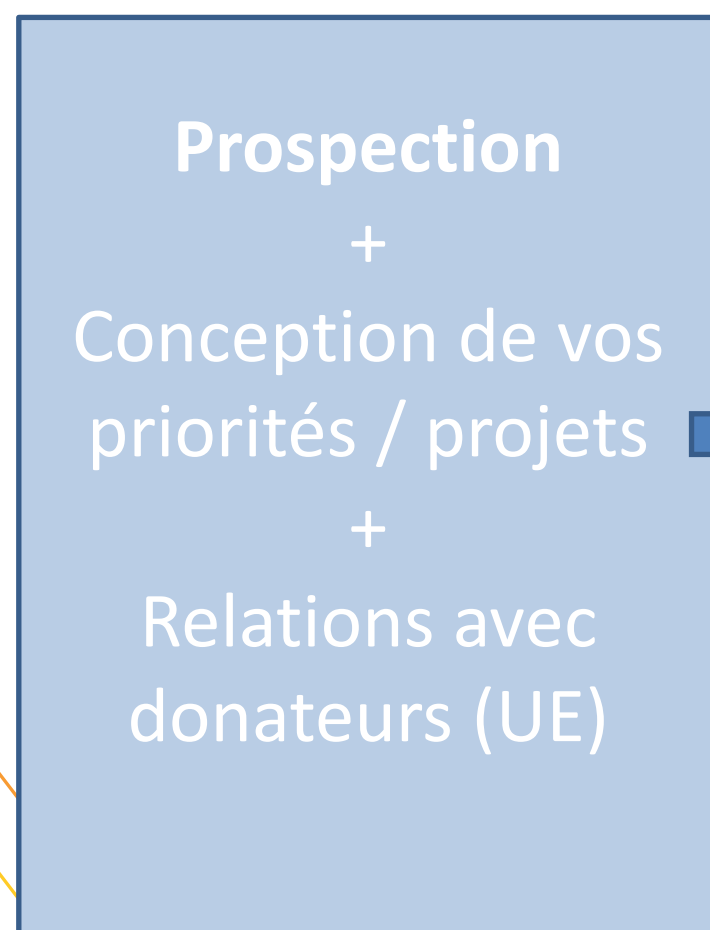 Prospection
+
Conception de vos
priorités / projets
+
Relations avec
donateurs (UE)